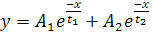 y = A₁e^(-x/t₁) + A₂e^(-x/t₂)